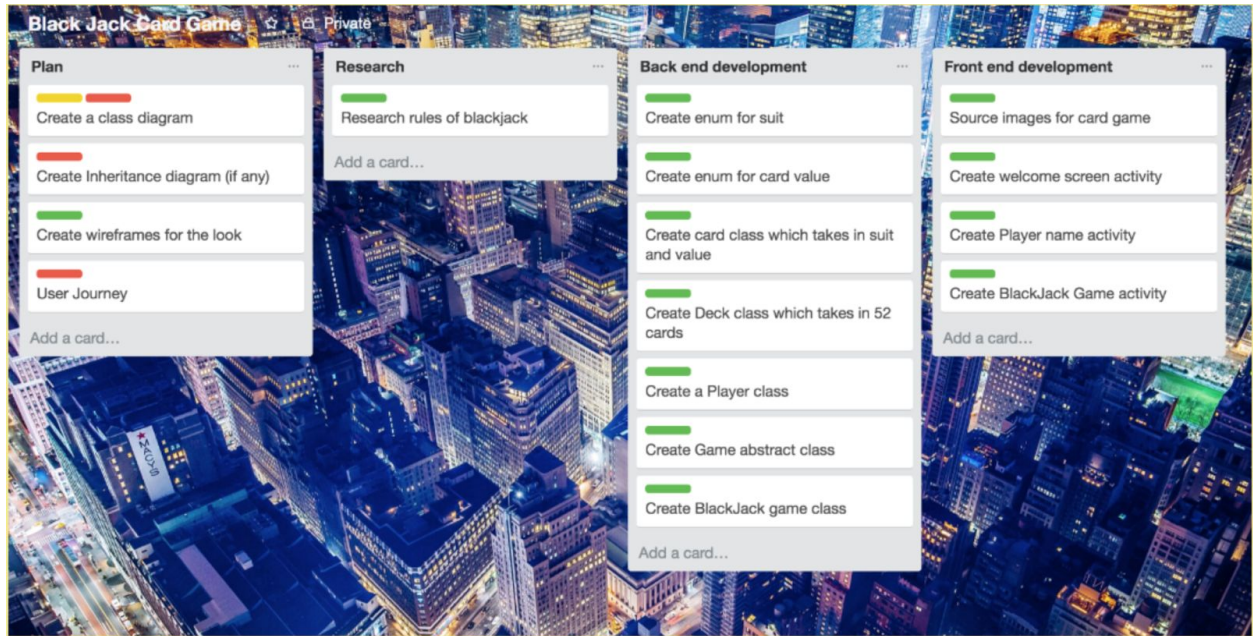 Black Jack Card Game
Private
Plan
Create a class diagram
Create Inheritance diagram (if any)
Create wireframes for the look
User Journey
Add a card...
Research
Research rules of blackjack
Add a card...
Back end development
Create enum for suit
Create enum for card value
Create card class which takes in suit
and value
Create Deck class which takes in 52
cards
Create a Player class
Create Game abstract class
Create BlackJack game class
Add a card...
Front end development
Source images for card game
Create welcome screen activity
Create Player name activity
Create BlackJack Game activity
Add a card...
MACYS